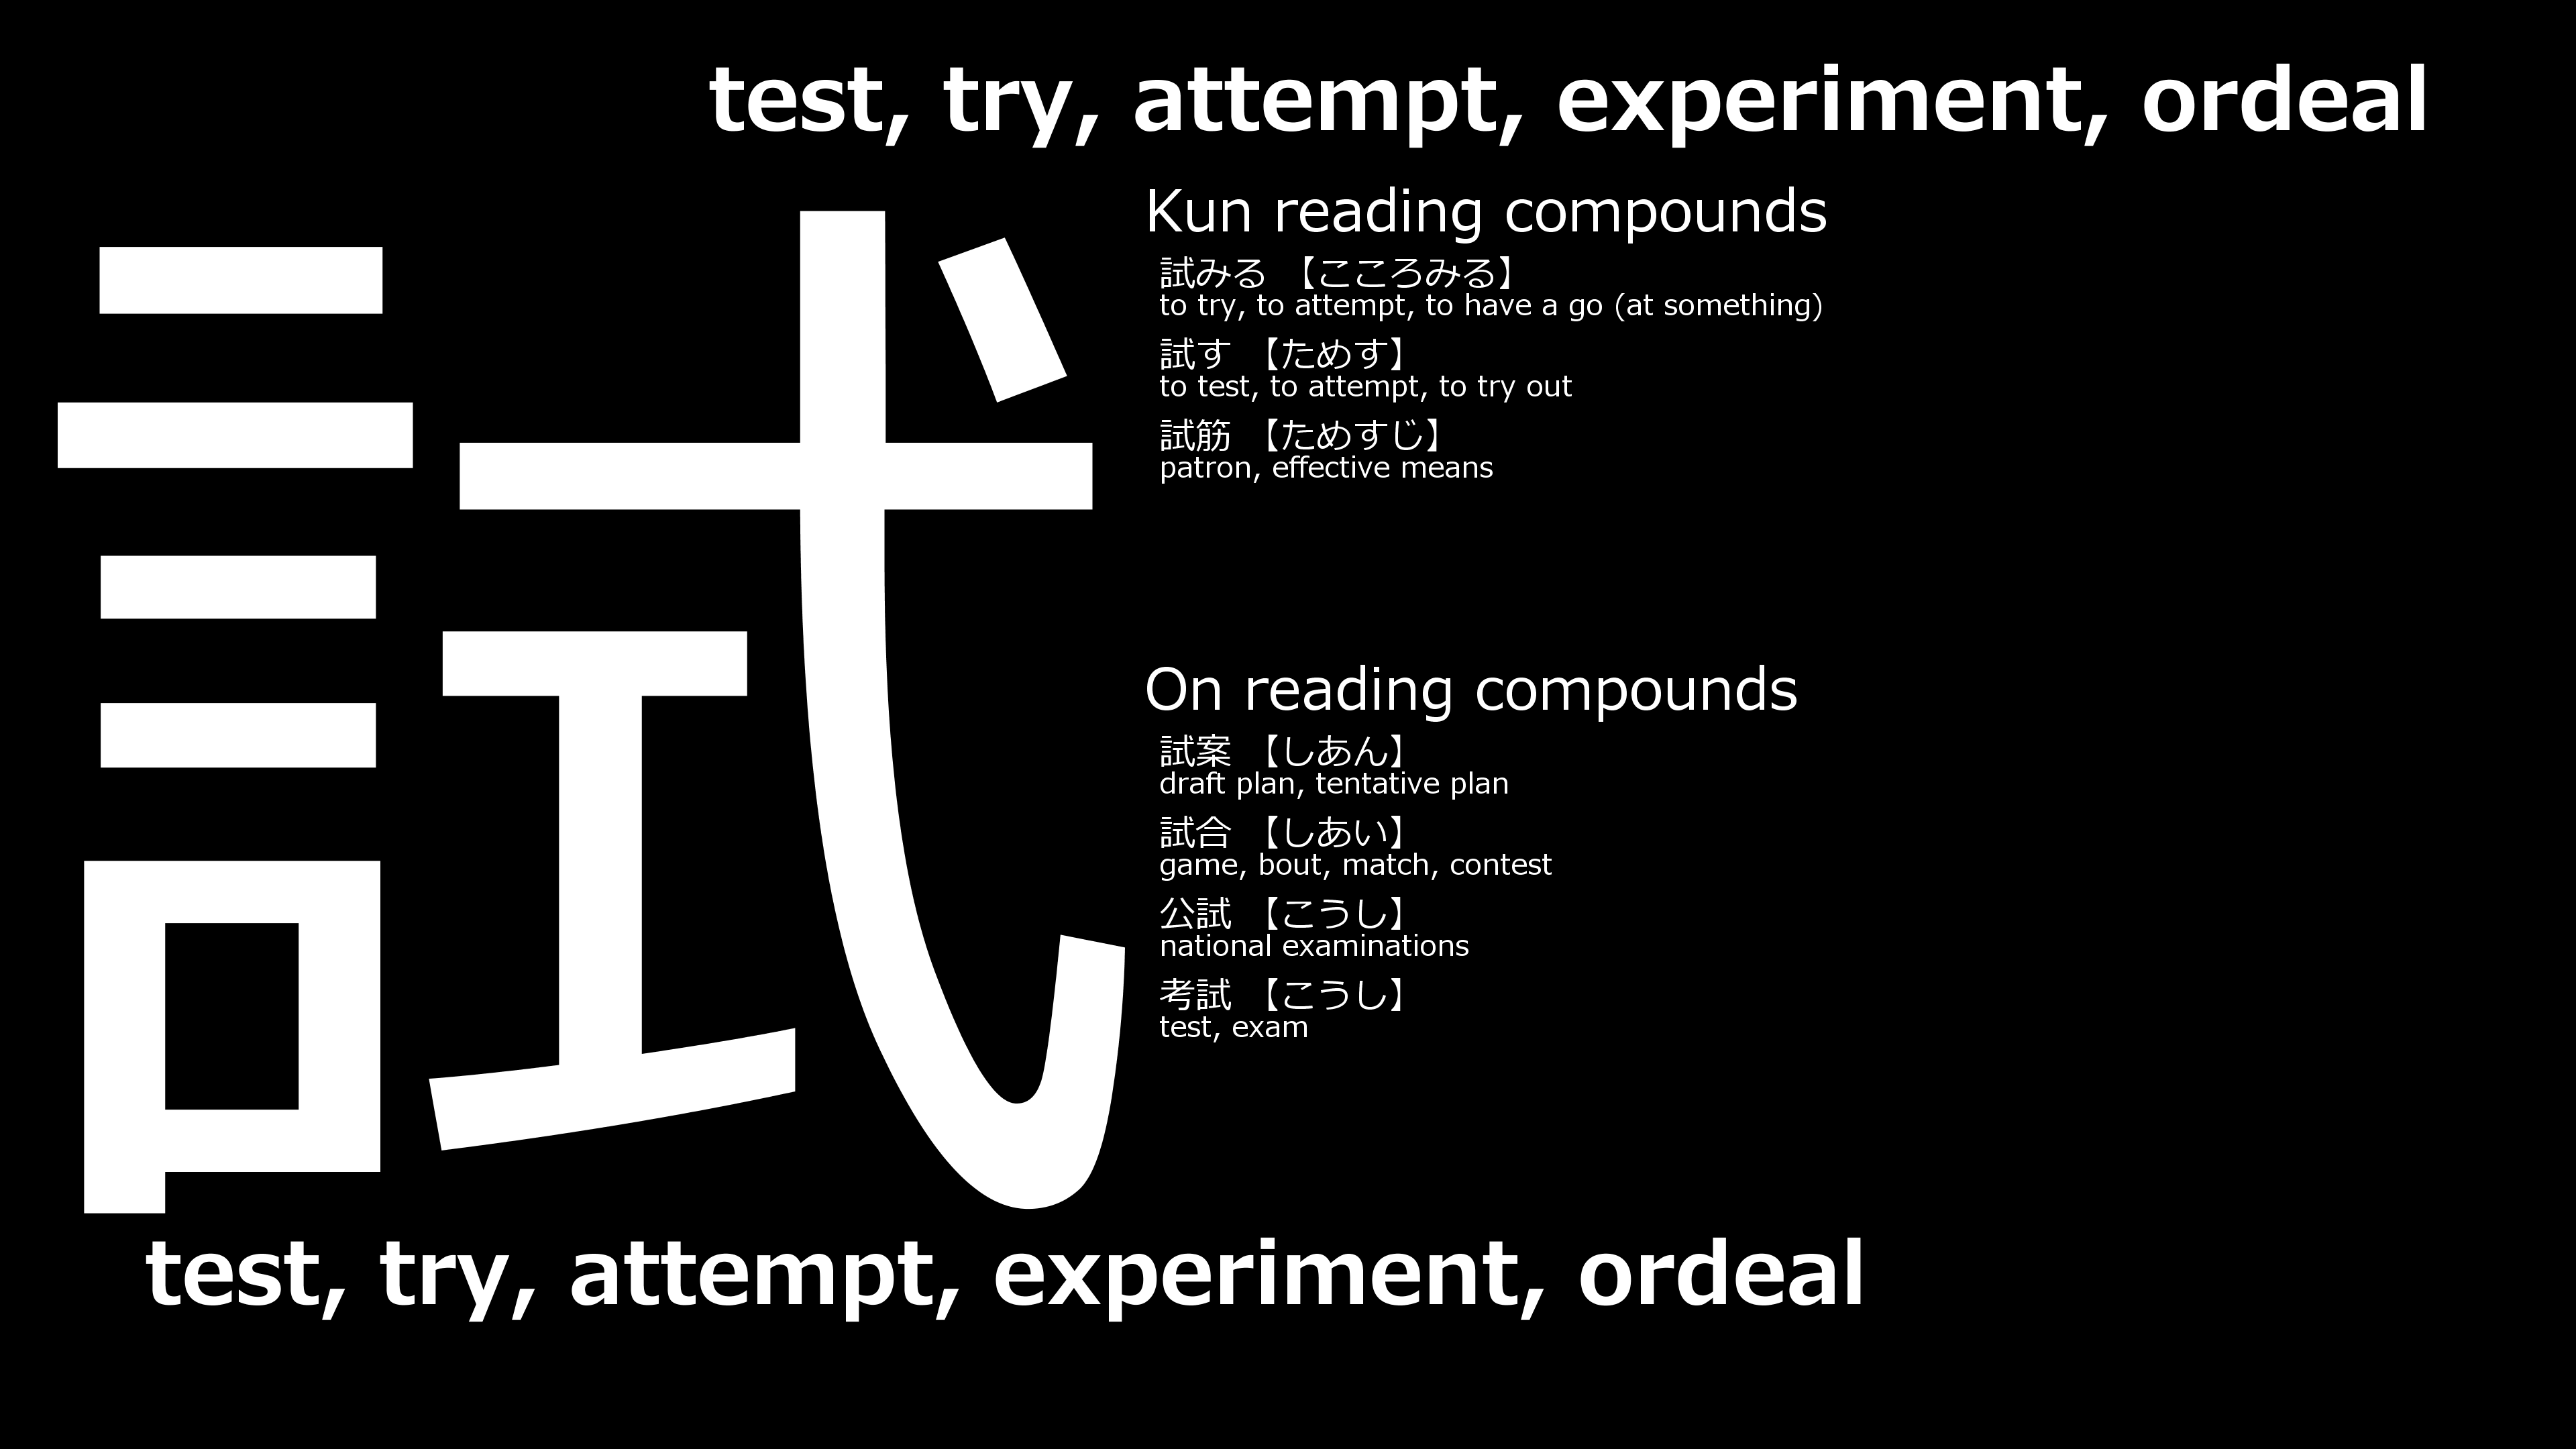 test, try, attempt, experiment, ordeal
試
Kun reading compounds
試みる 【こころみる】
to try, to attempt, to have a go (at something)
試す 【ためす】
to test, to attempt, to try out
試筋 【ためすじ】
patron, effective means
On reading compounds
試案 【しあん】
draft plan, tentative plan
試合 【しあい】
game, bout, match, contest
公試 【こうし】
national examinations
考試 【こうし】
test, exam
test, try, attempt, experiment, ordeal